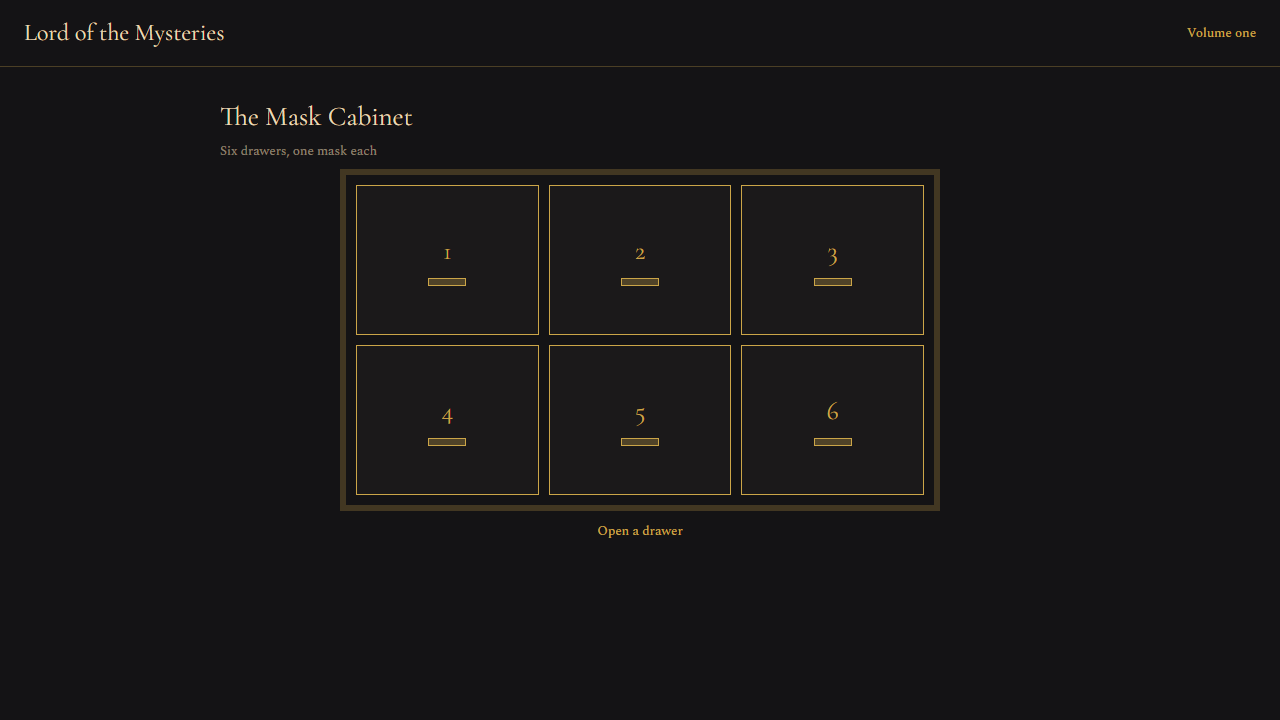 Lord of the Mysteries
Volume one
The Mask Cabinet
Six drawers, one mask each
1
2
3
4
5
6
Open a drawer